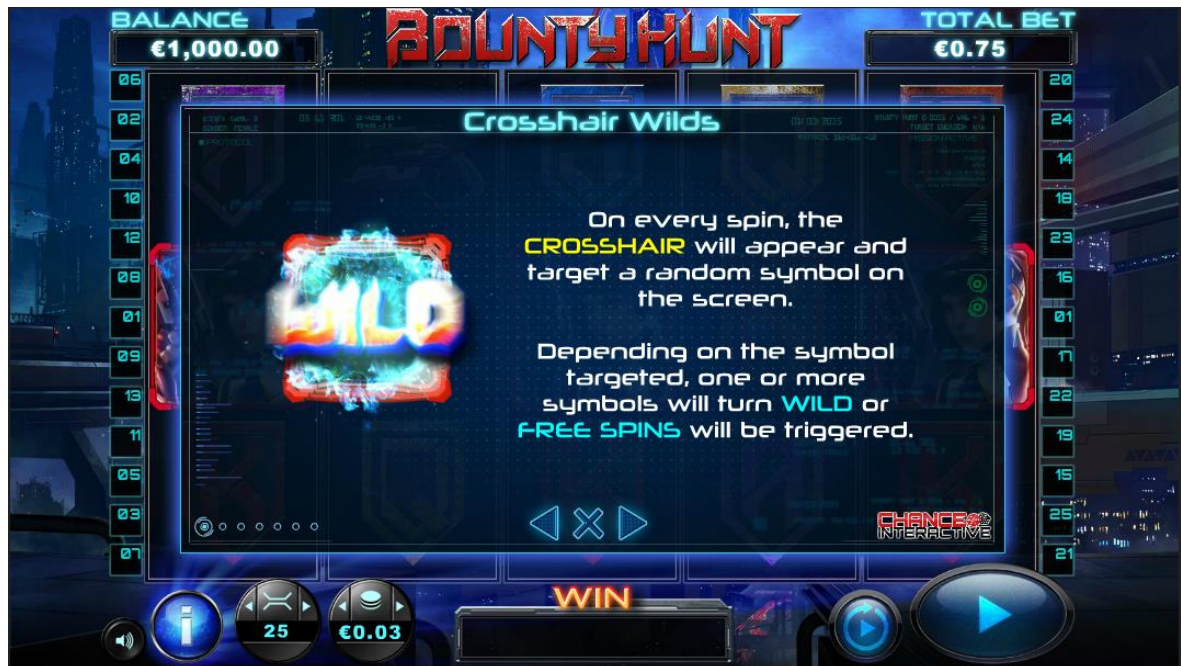 BALANCE
€1,000.00
BOUNTY HUNT
TOTAL BET
€0.75
06
02
04
10
12
08
01
09
13
11
05
03
07
Crosshair Wilds
On every spin, the
CROSSHAIR will appear and
target a random symbol on
the screen.
Depending on the symbol
targeted, one or more
symbols will turn WILD or
FREE SPINS will be triggered.
WILD
CHANCE
INTERACTIVE
20
24
14
18
23
16
01
17
22
19
15
25
21
25
€0.03
WIN